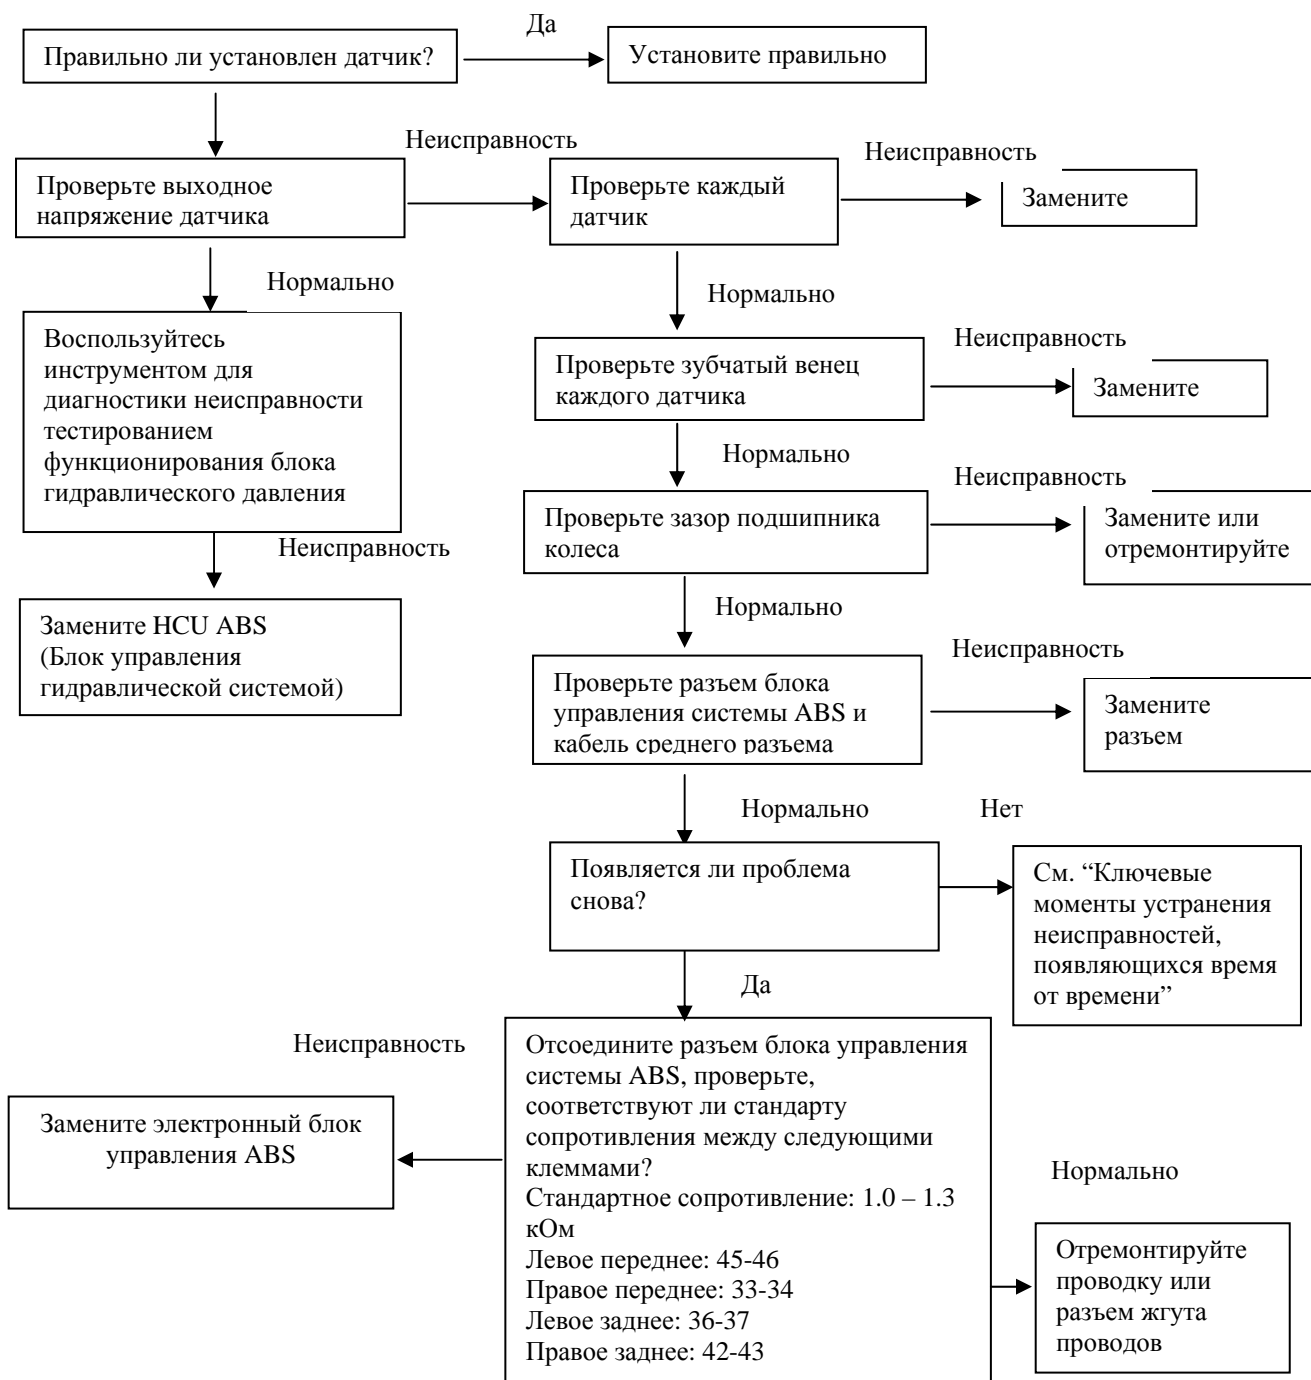 Да
Правильно ли установлен датчик?
Установите правильно
Неисправность
Неисправность
Проверьте выходное
напряжение датчика
Проверьте каждый
датчик
Замените
Нормально
Нормально
Воспользуйтесь
инструментом для
диагностики неисправности
тестированием
функционирования блока
гидравлического давления
Неисправность
Проверьте зубчатый венец
каждого датчика
Замените
Нормально
Неисправность
Проверьте зазор подшипника
колеса
Замените или
отремонтируйте
Неисправность
Нормально
Замените HCU ABS
(Блок управления
гидравлической системой)
Неисправность
Проверьте разъем блока
управления системы ABS и
кабель среднего разъема
Замените
разъем
Нормально
Нет
Появляется ли проблема
снова?
См. “Ключевые
моменты устранения
неисправностей,
появляющихся время
от времени”
Да
Неисправность
Отсоедините разъем блока управления
системы ABS, проверьте,
соответствуют ли стандарту
сопротивления между следующими
клеммами?
Стандартное сопротивление: 1.0 – 1.3
кОм
Левое переднее: 45-46
Правое переднее: 33-34
Левое заднее: 36-37
Правое заднее: 42-43
Замените электронный блок
управления ABS
Нормально
Отремонтируйте
проводку или
разъем жгута
проводов